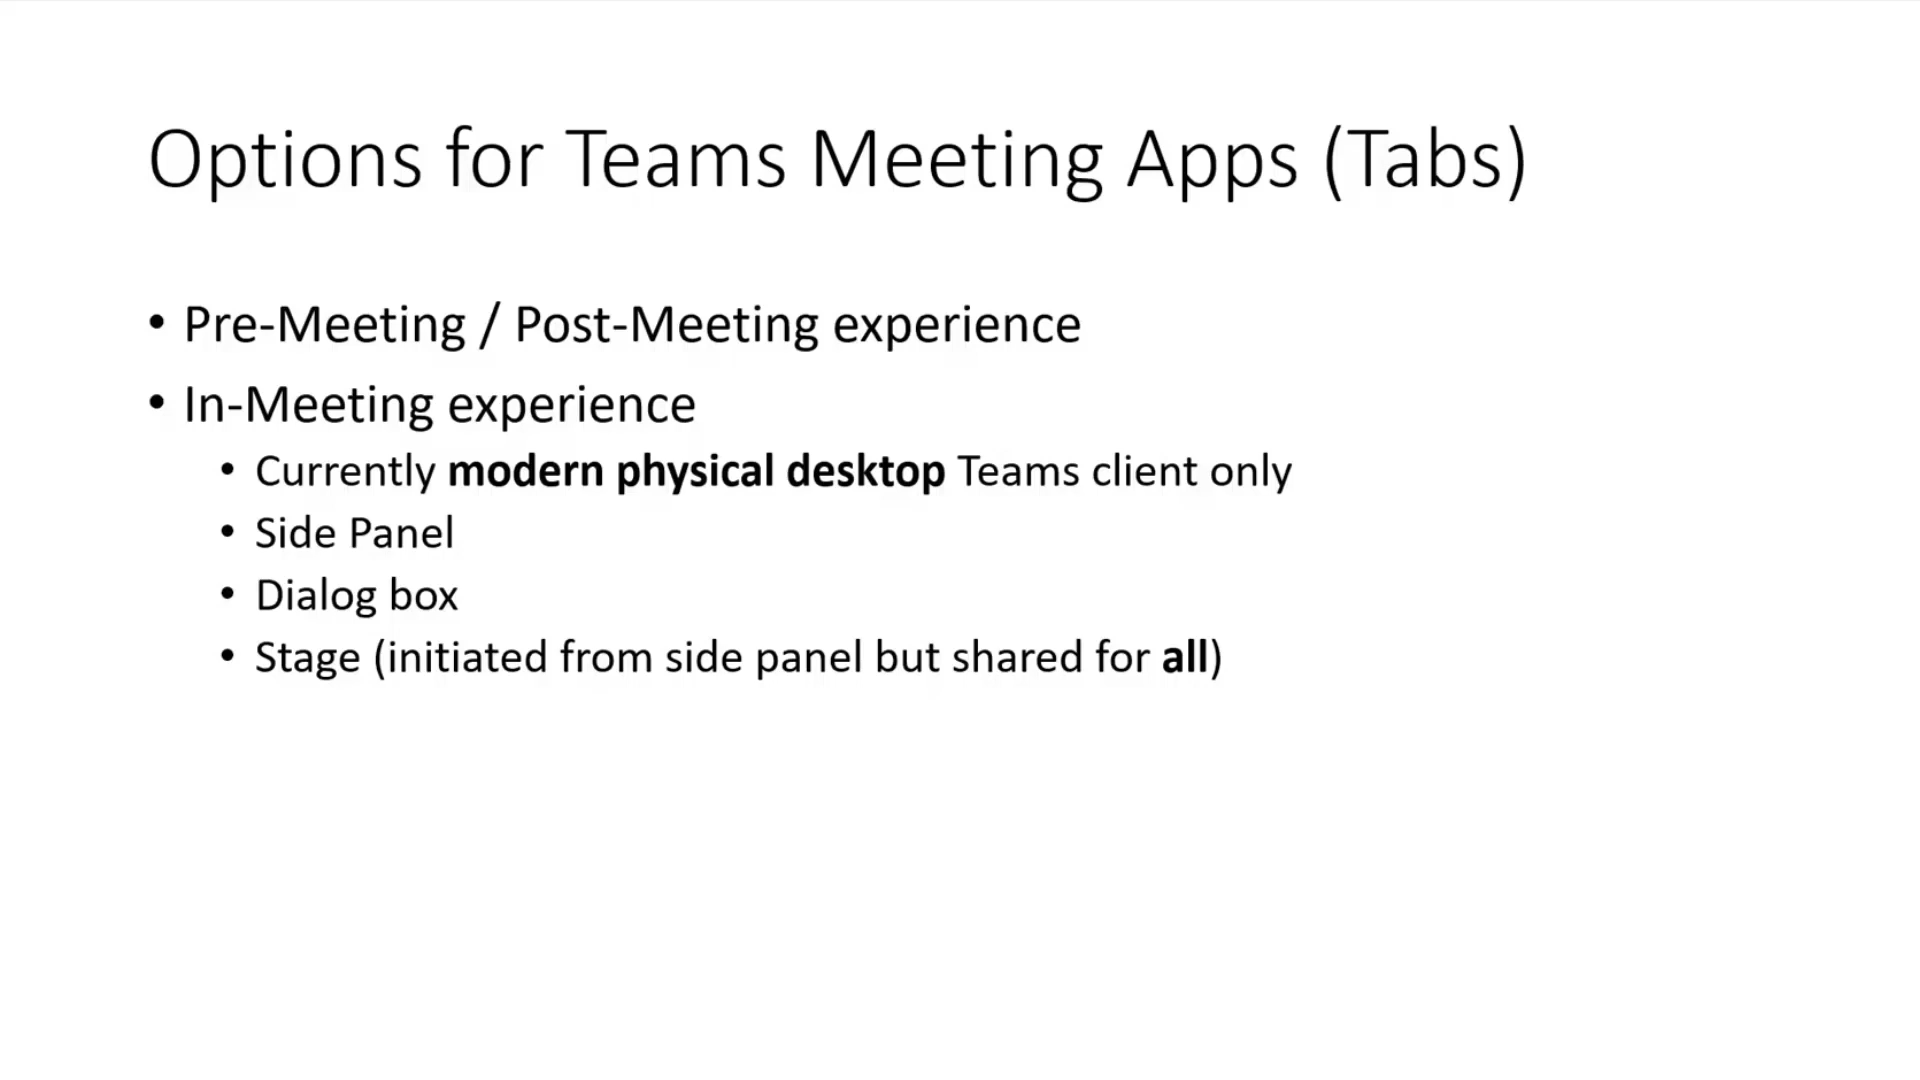 Options for Teams Meeting Apps (Tabs)
• Pre-Meeting / Post-Meeting experience
• In-Meeting experience
• Currently modern physical desktop Teams client only
• Side Panel
• Dialog box
• Stage (initiated from side panel but shared for all)